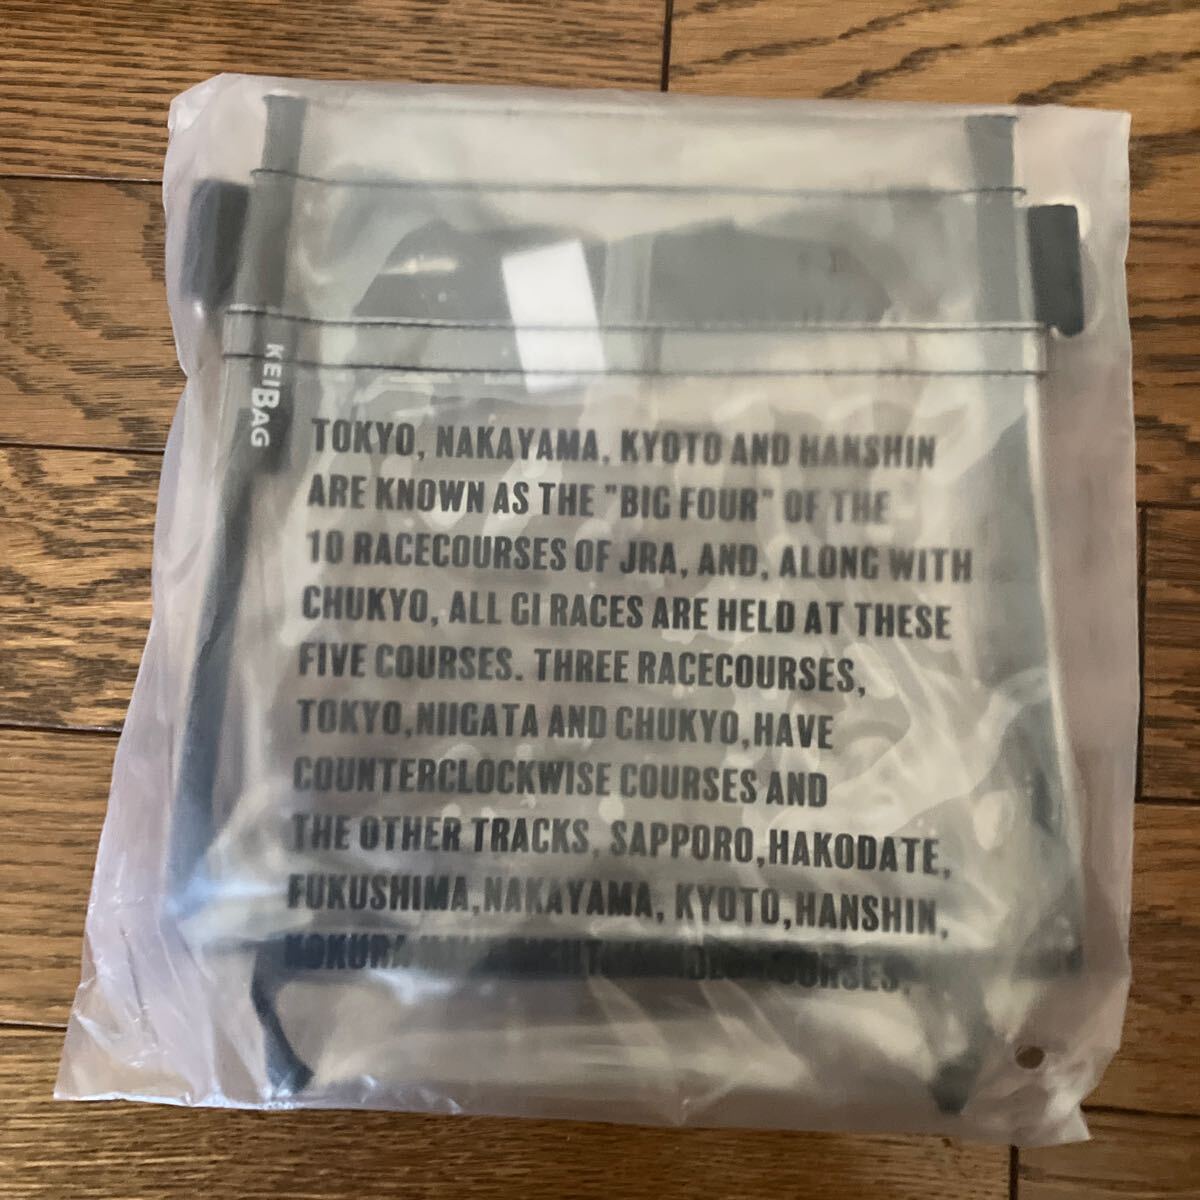 KEIBAG
TOKYO, NAKAYAMA, KYOTO AND HANSHIN
ARE KNOWN AS THE "BIG FOUR" OF THE
10 RACECOURSES OF JRA, AND, ALONG WITH
CHUKYO, ALL GI RACES ARE HELD AT THESE
FIVE COURSES. THREE RACECOURSES,
TOKYO,NIIGATA AND CHUKYO,HAVE
COUNTERCLOCKWISE COURSES AND
THE OTHER TRACKS, SAPPORO,HAKODATE,
FUKUSHIMA,NAKAYAMA, KYOTO,HANSHIN,
KOKURA COURSES.